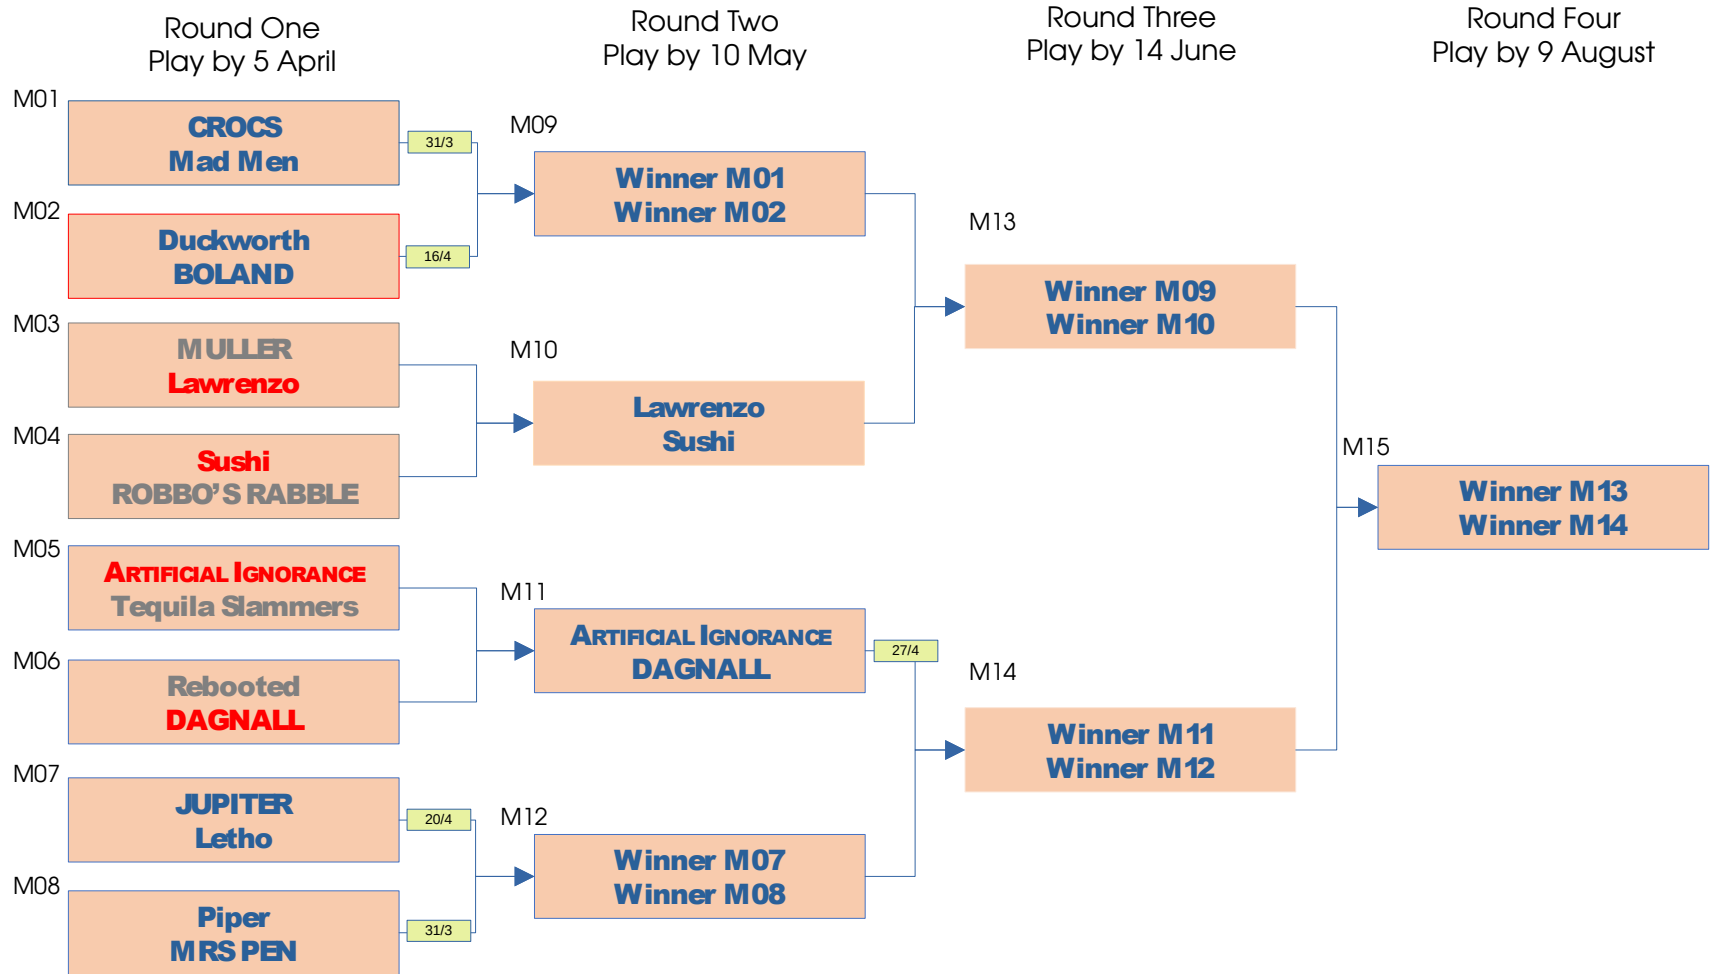 Round One
Play by 5 April
Round Two
Play by 10 May
Round Three
Play by 14 June
Round Four
Play by 9 August
M01
CROCS
Mad Men
31/3
M02
Duckworth
BOLAND
16/4
M03
MULLER
Lawrenzo
M04
Sushi
ROBBO'S RABBLE
M05
ARTIFICIAL IGNORANCE
Tequila Slammers
M06
Rebooted
DAGNALL
M07
JUPITER
Letho
20/4
M08
Piper
MRS PEN
31/3
M09
Winner M01
Winner M02
M10
Lawrenzo
Sushi
M11
ARTIFICIAL IGNORANCE
DAGNALL
27/4
M12
Winner M07
Winner M08
M13
Winner M09
Winner M10
M14
Winner M11
Winner M12
M15
Winner M13
Winner M14